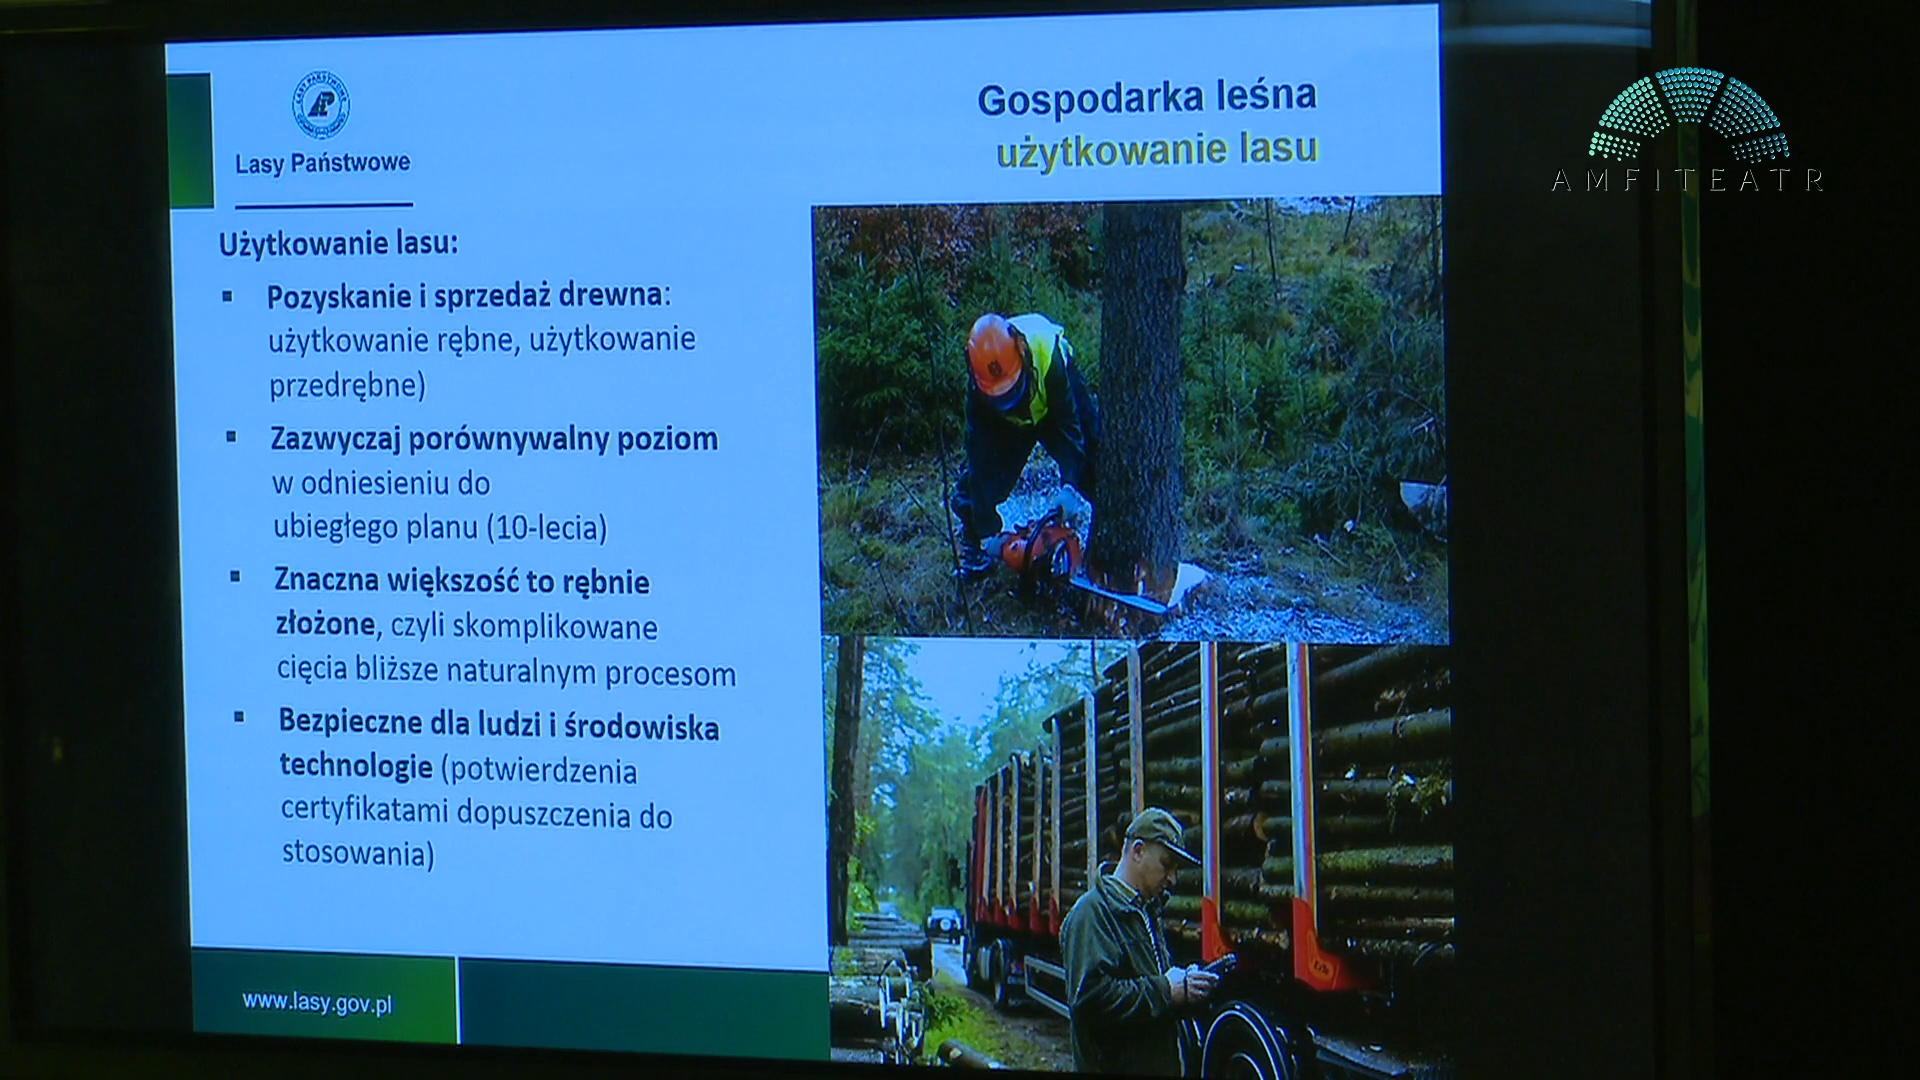 Lasy Państwowe
Gospodarka leśna
użytkowanie lasu
AMFITEATR
Użytkowanie lasu:
▪ Pozyskanie i sprzedaż drewna:
użytkowanie rębne, użytkowanie
przedrębne)
▪ Zazwyczaj porównywalny poziom
w odniesieniu do
ubiegłego planu (10-lecia)
▪ Znaczna większość to rębnie
złożone, czyli skomplikowane
cięcia bliższe naturalnym procesom
▪ Bezpieczne dla ludzi i środowiska
technologie (potwierdzenia
certyfikatami dopuszczenia do
stosowania)
www.lasy.gov.pl